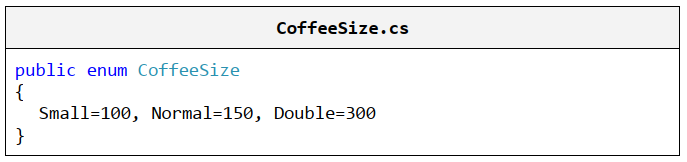 CoffeeSize.cs
public enum CoffeeSize
{
Small=100, Normal=150, Double=300
}